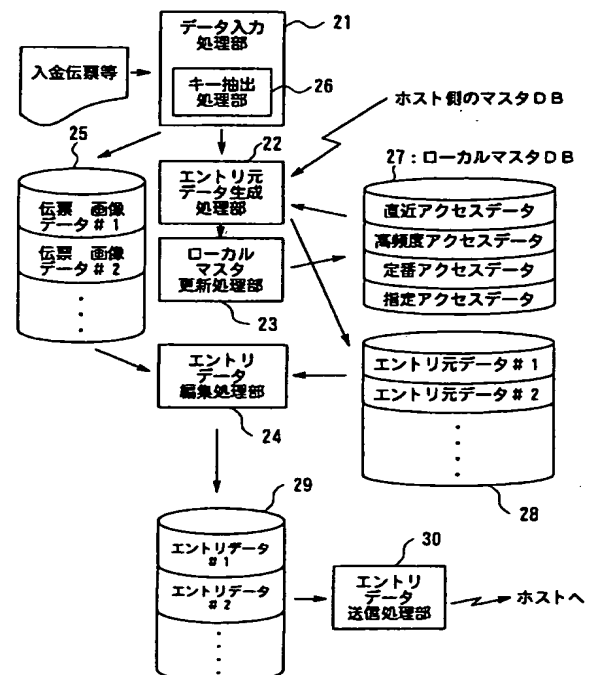 データ入力
処理部
21
入金伝票等
キー抽出
処理部
26
ホスト側のマスタDB
25
22
エントリ元
データ生成
処理部
27:ローカルマスタDB
伝票 画像
データ#1
伝票 画像
データ#2
直近アクセスデータ
高頻度アクセスデータ
定番アクセスデータ
指定アクセスデータ
ローカル
マスタ
更新処理部
23
エントリ
データ
編集処理部
24
エントリ元データ#1
エントリ元データ#2
28
29
エントリデータ
#1
エントリデータ
#2
30
エントリ
データ
送信処理部
ホストへ